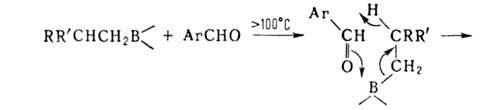 RR'CHCH₂B + ArCHO >100°C → Ar CH O H CRR' CH₂ B →